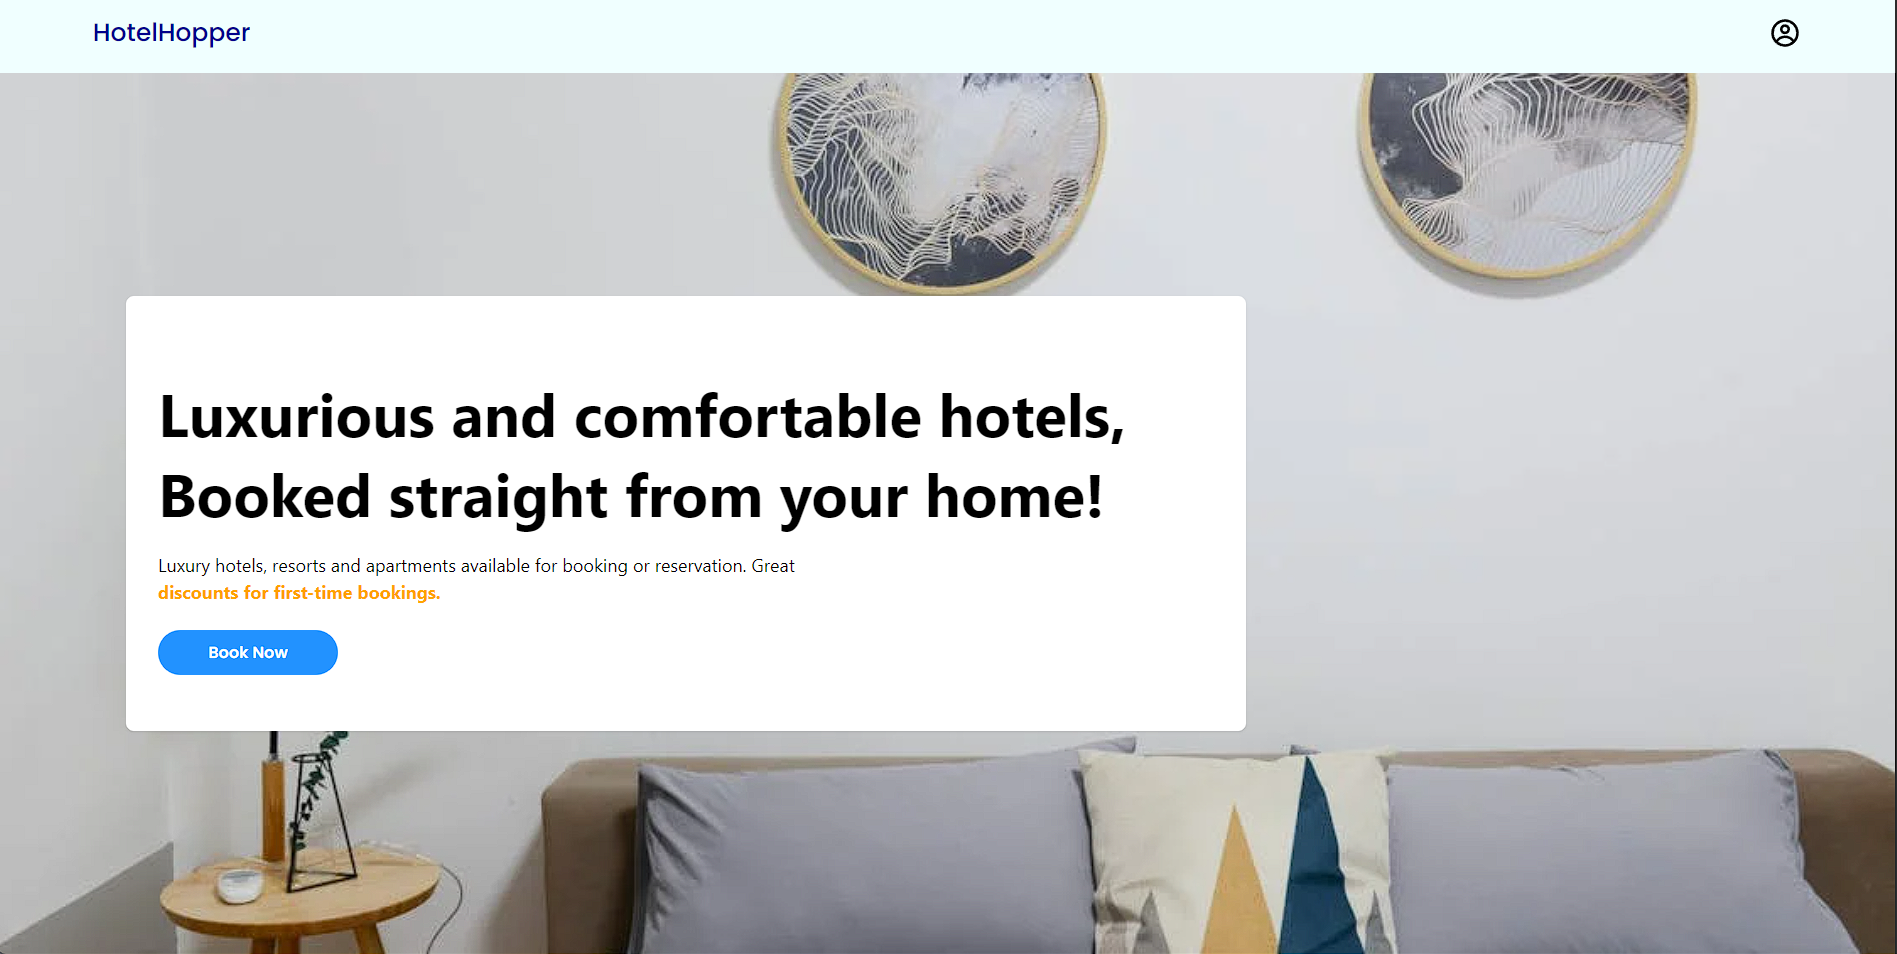 HotelHopper
Luxurious and comfortable hotels,
Booked straight from your home!
Luxury hotels, resorts and apartments available for booking or reservation. Great
discounts for first-time bookings.
Book Now